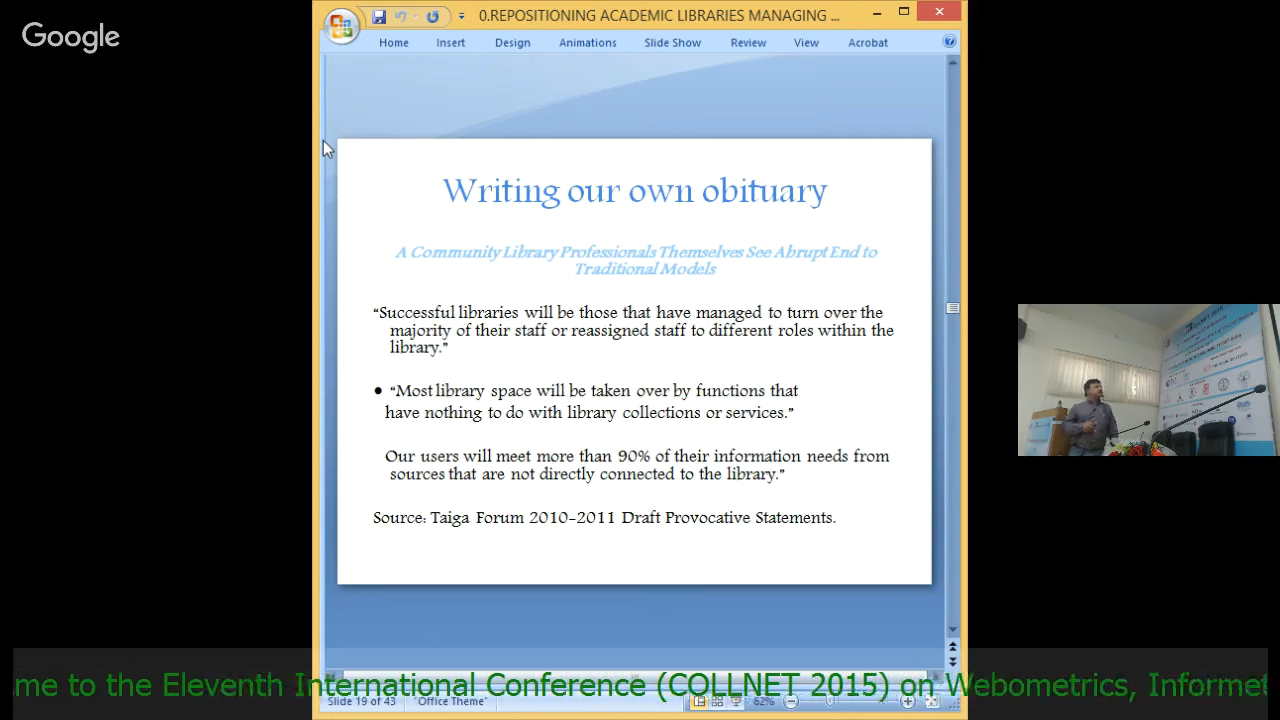 Google
0.REPOSITIONING ACADEMIC LIBRARIES MANAGING ...
Home Insert Design Animations Slide Show Review View Acrobat
Writing our own obituary
A Community Library Professionals Themselves See Abrupt End to
Traditional Models
“Successful libraries will be those that have managed to turn over the
majority of their staff or reassigned staff to different roles within the
library.”
• “Most library space will be taken over by functions that
have nothing to do with library collections or services.”
Our users will meet more than 90% of their information needs from
sources that are not directly connected to the library.”
Source: Taiga Forum 2010-2011 Draft Provocative Statements.
me to the Eleventh International Conference (COLLNET 2015) on Webometrics, Informet
Slide 19 of 43 "Office Theme" 62%